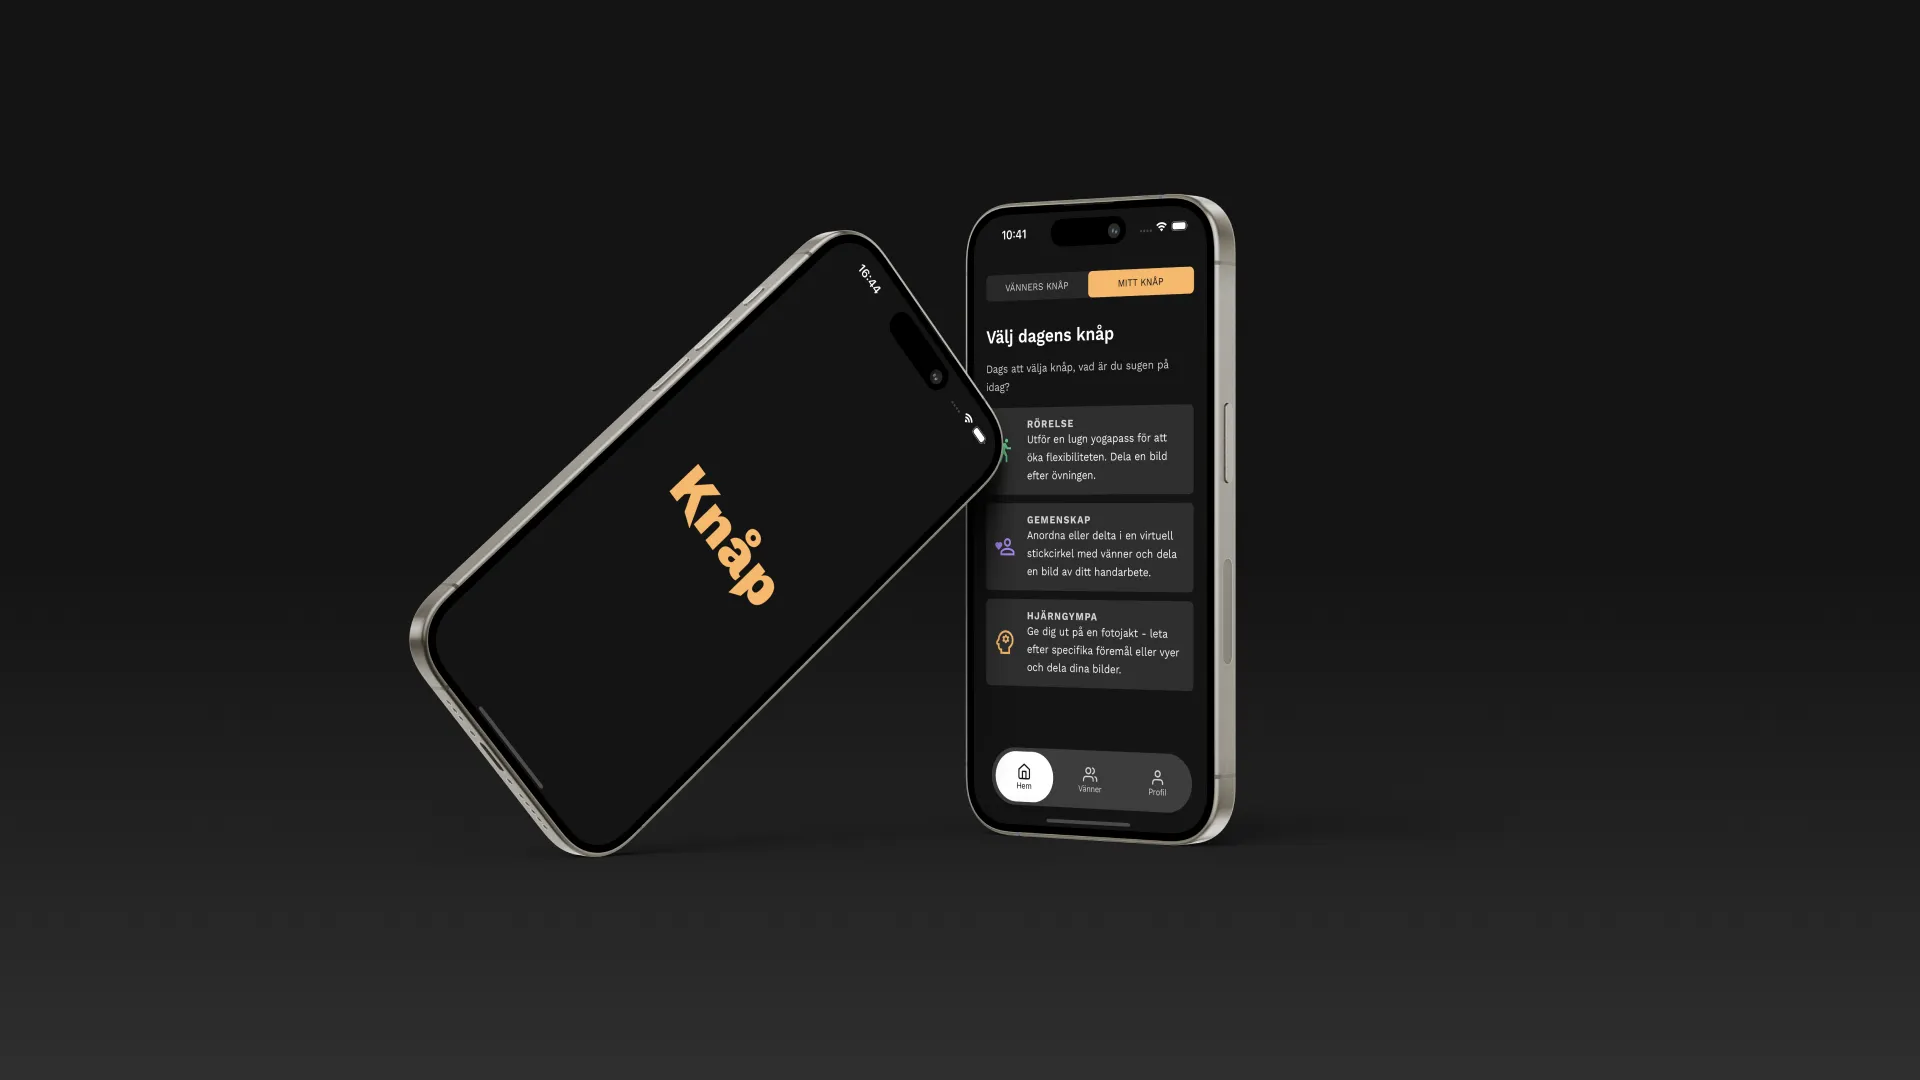 16:44
Knåp
10:41
VÄNNERS KNÅP
MITT KNÅP
Välj dagens knåp
Dags att välja knåp, vad är du sugen på
idag?
RÖRELSE
Utför en lugn yogapass för att
öka flexibiliteten. Dela en bild
efter övningen.
GEMENSKAP
Anordna eller delta i en virtuell
stickcirkel med vänner och dela
en bild av ditt handarbete.
HJÄRNGYMPA
Ge dig ut på en fotojakt - leta
efter specifika föremål eller vyer
och dela dina bilder.
Hem
Vänner
Profil